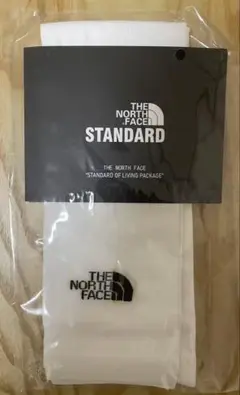 THE
NORTH
FACE
STANDARD
THE NORTH FACE
"STANDARD OF LIVING PACKAGE"
THE
NORTH
FACE